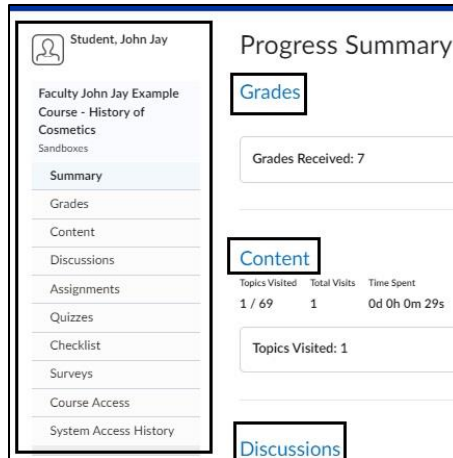 Student, John Jay
Faculty John Jay Example
Course - History of
Cosmetics
Sandboxes
Summary
Grades
Content
Discussions
Assignments
Quizzes
Checklist
Surveys
Course Access
System Access History
Progress Summary
Grades
Grades Received: 7
Content
Topics Visited Total Visits Time Spent
1 / 69 1 0d 0h 0m 29s
Topics Visited: 1
Discussions